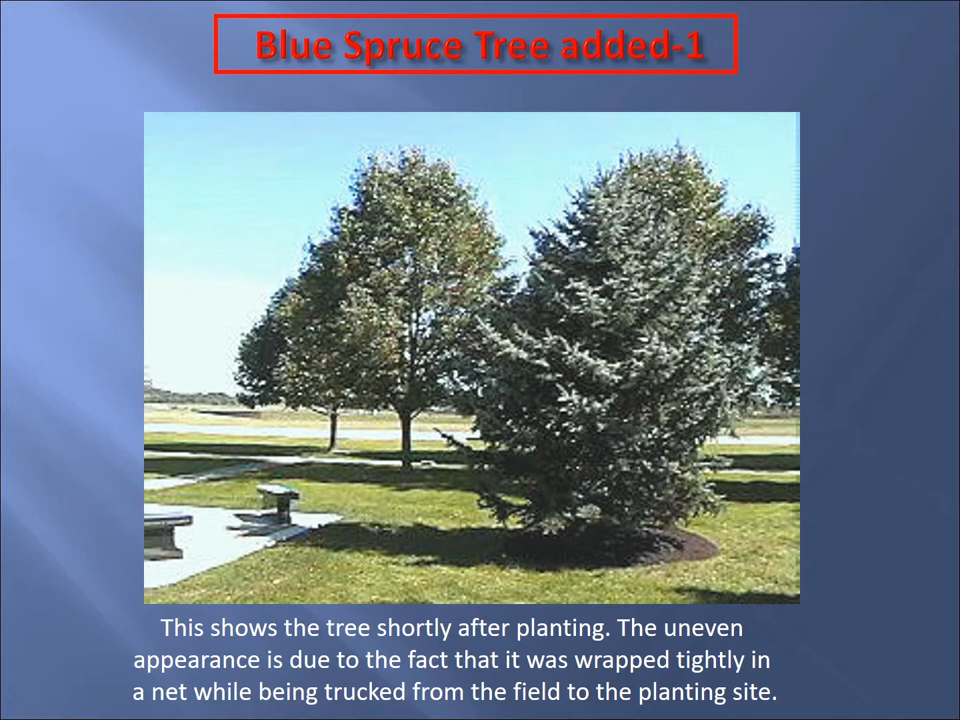 Blue Spruce Tree added-1
This shows the tree shortly after planting. The uneven
appearance is due to the fact that it was wrapped tightly in
a net while being trucked from the field to the planting site.